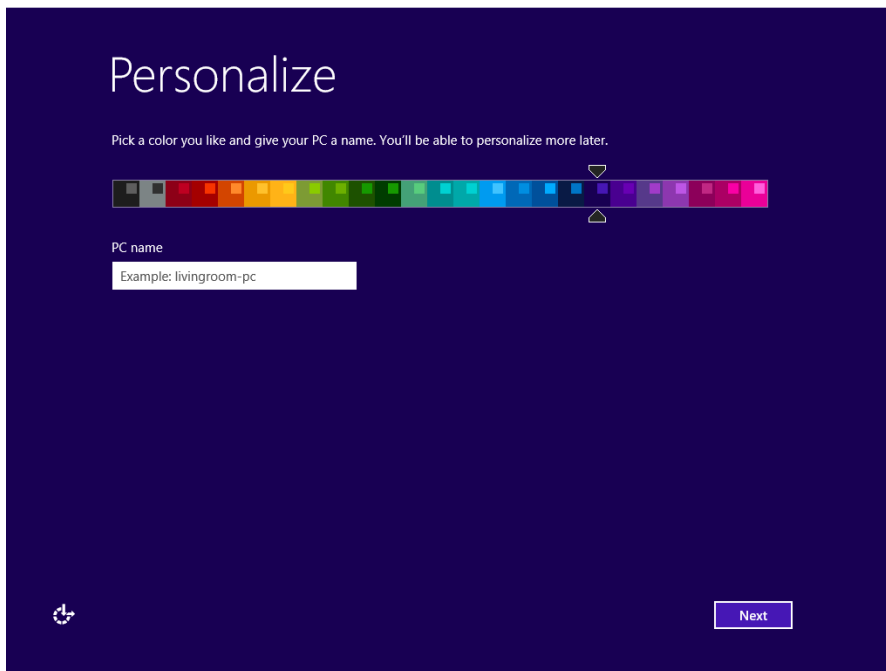 Personalize
Pick a color you like and give your PC a name. You'll be able to personalize more later.
PC name
Example: livingroom-pc
Next